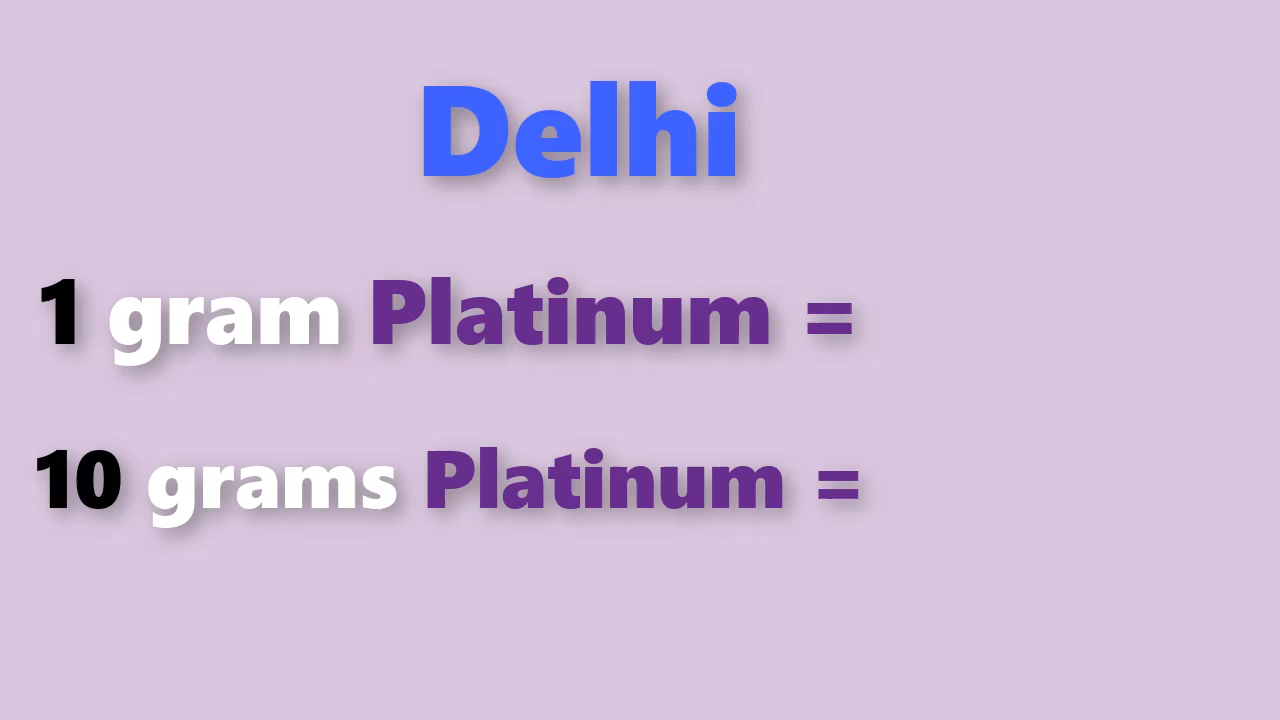 Delhi
1 gram Platinum =
10 grams Platinum =